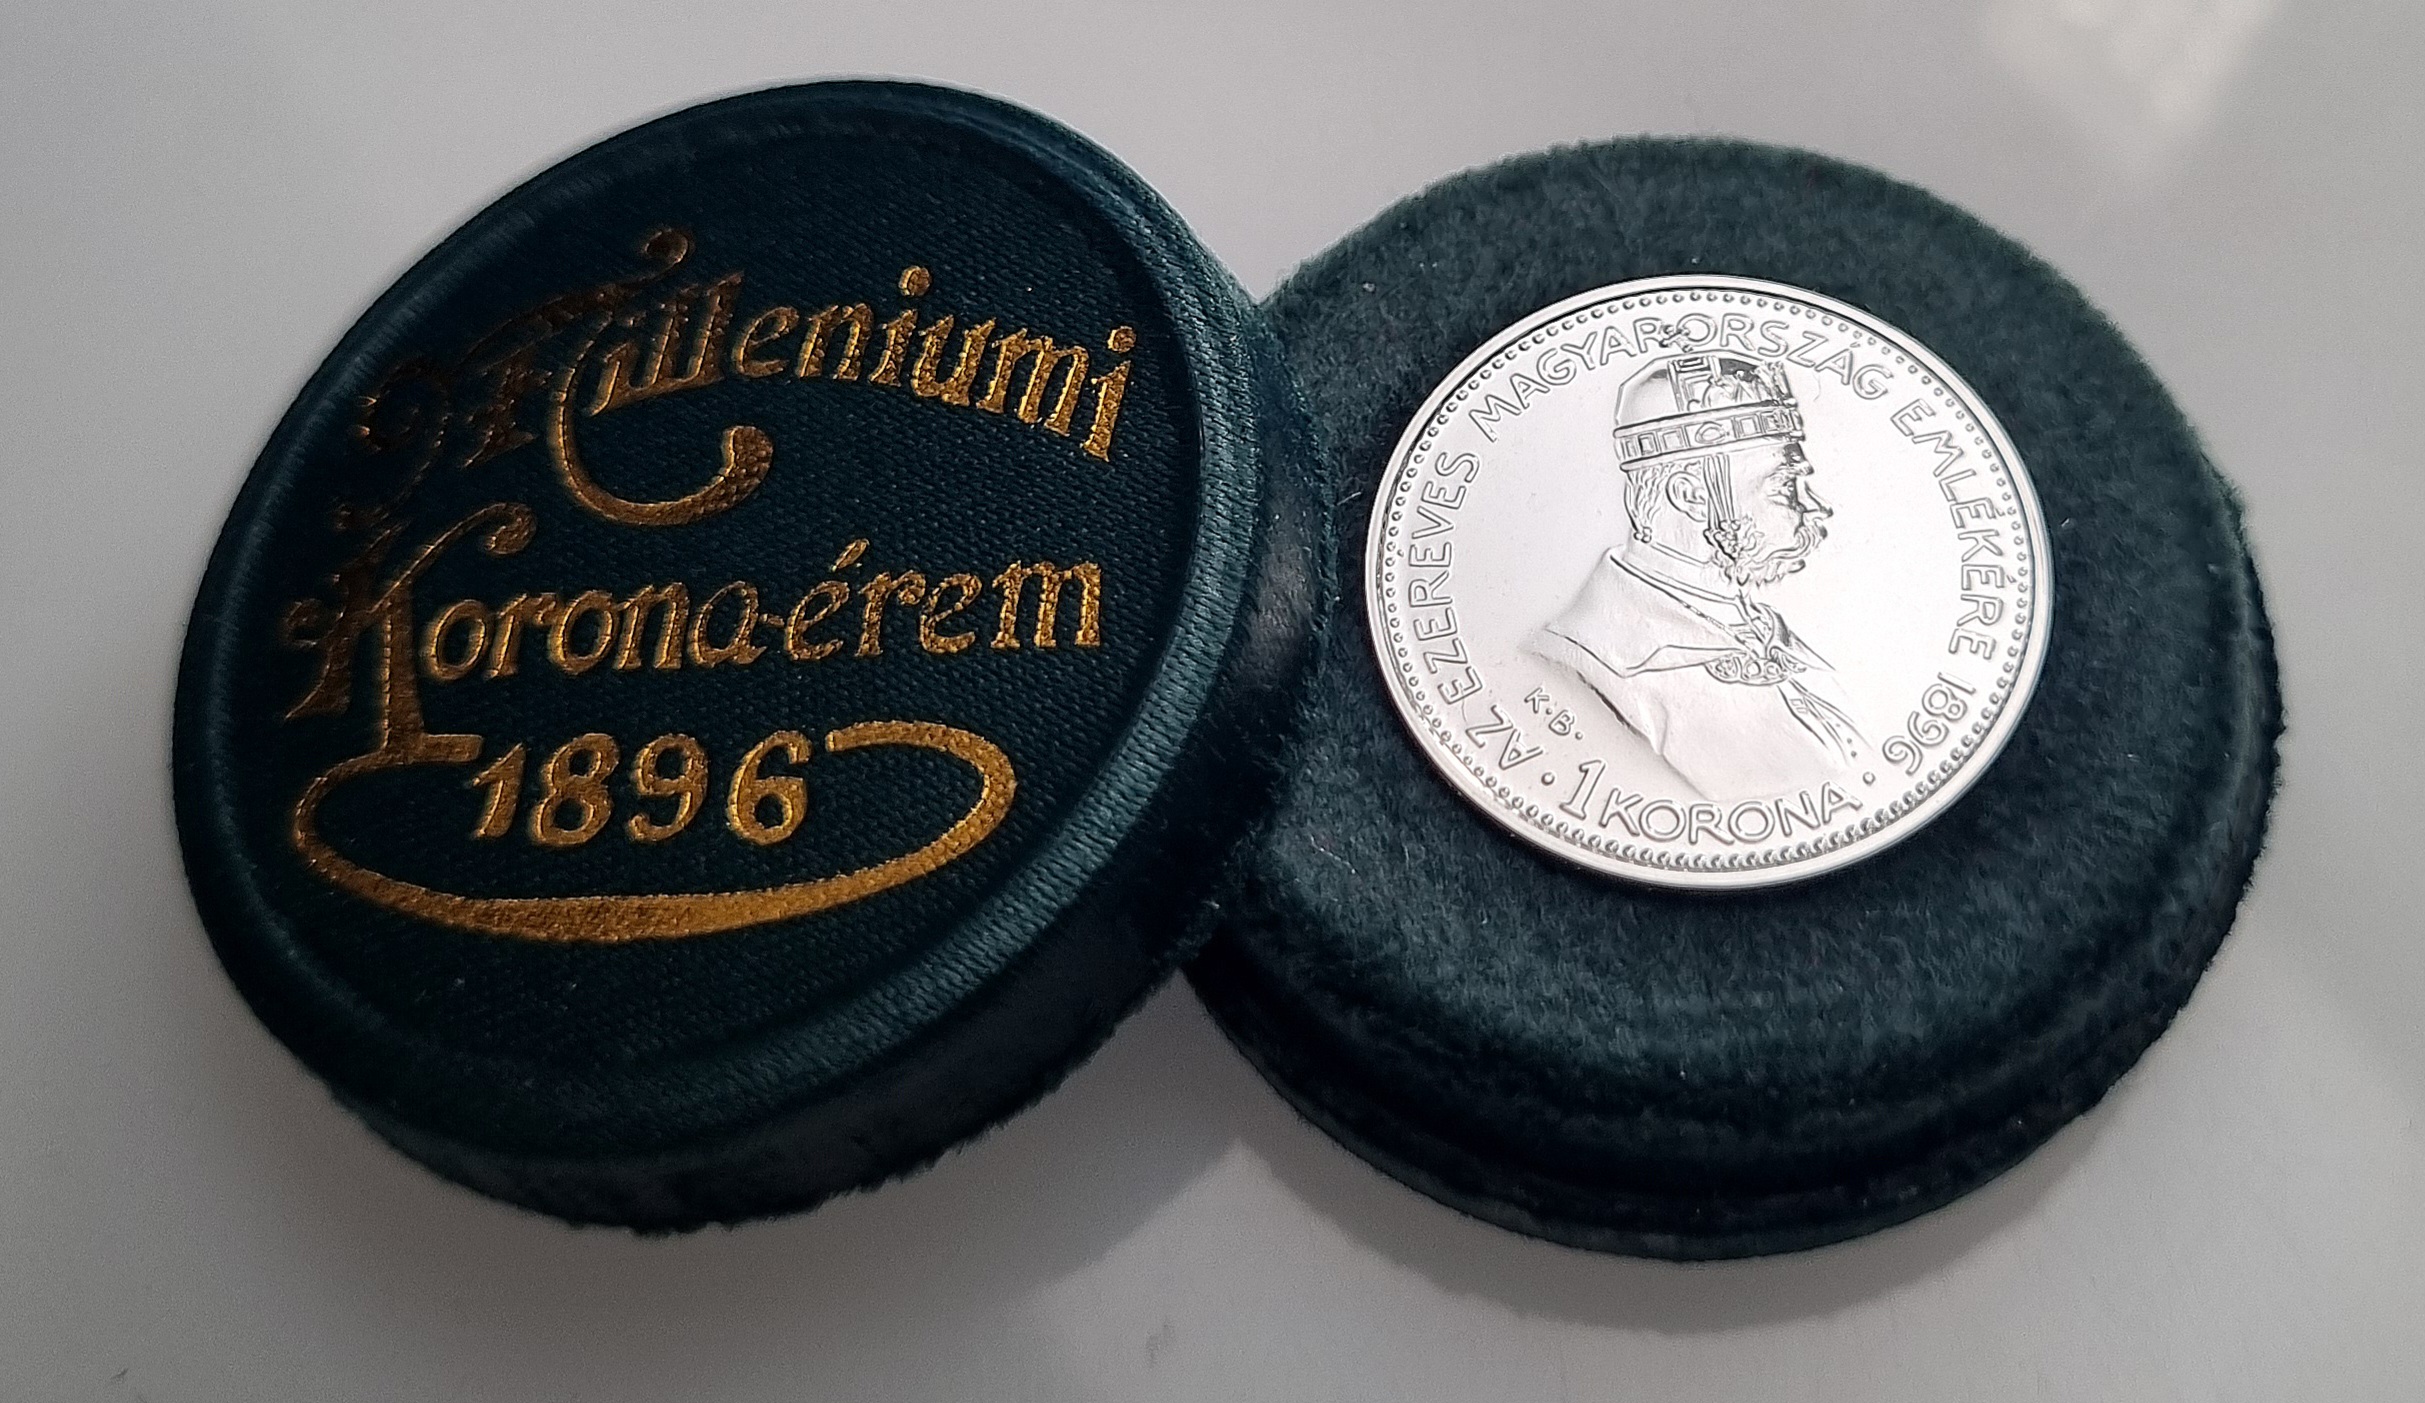 Milleniumi
Korona-érem
1896
· AZ EZERÉVES MAGYARORSZÁG EMLÉKÉRE 1896 ·
K·B·
1 KORONA